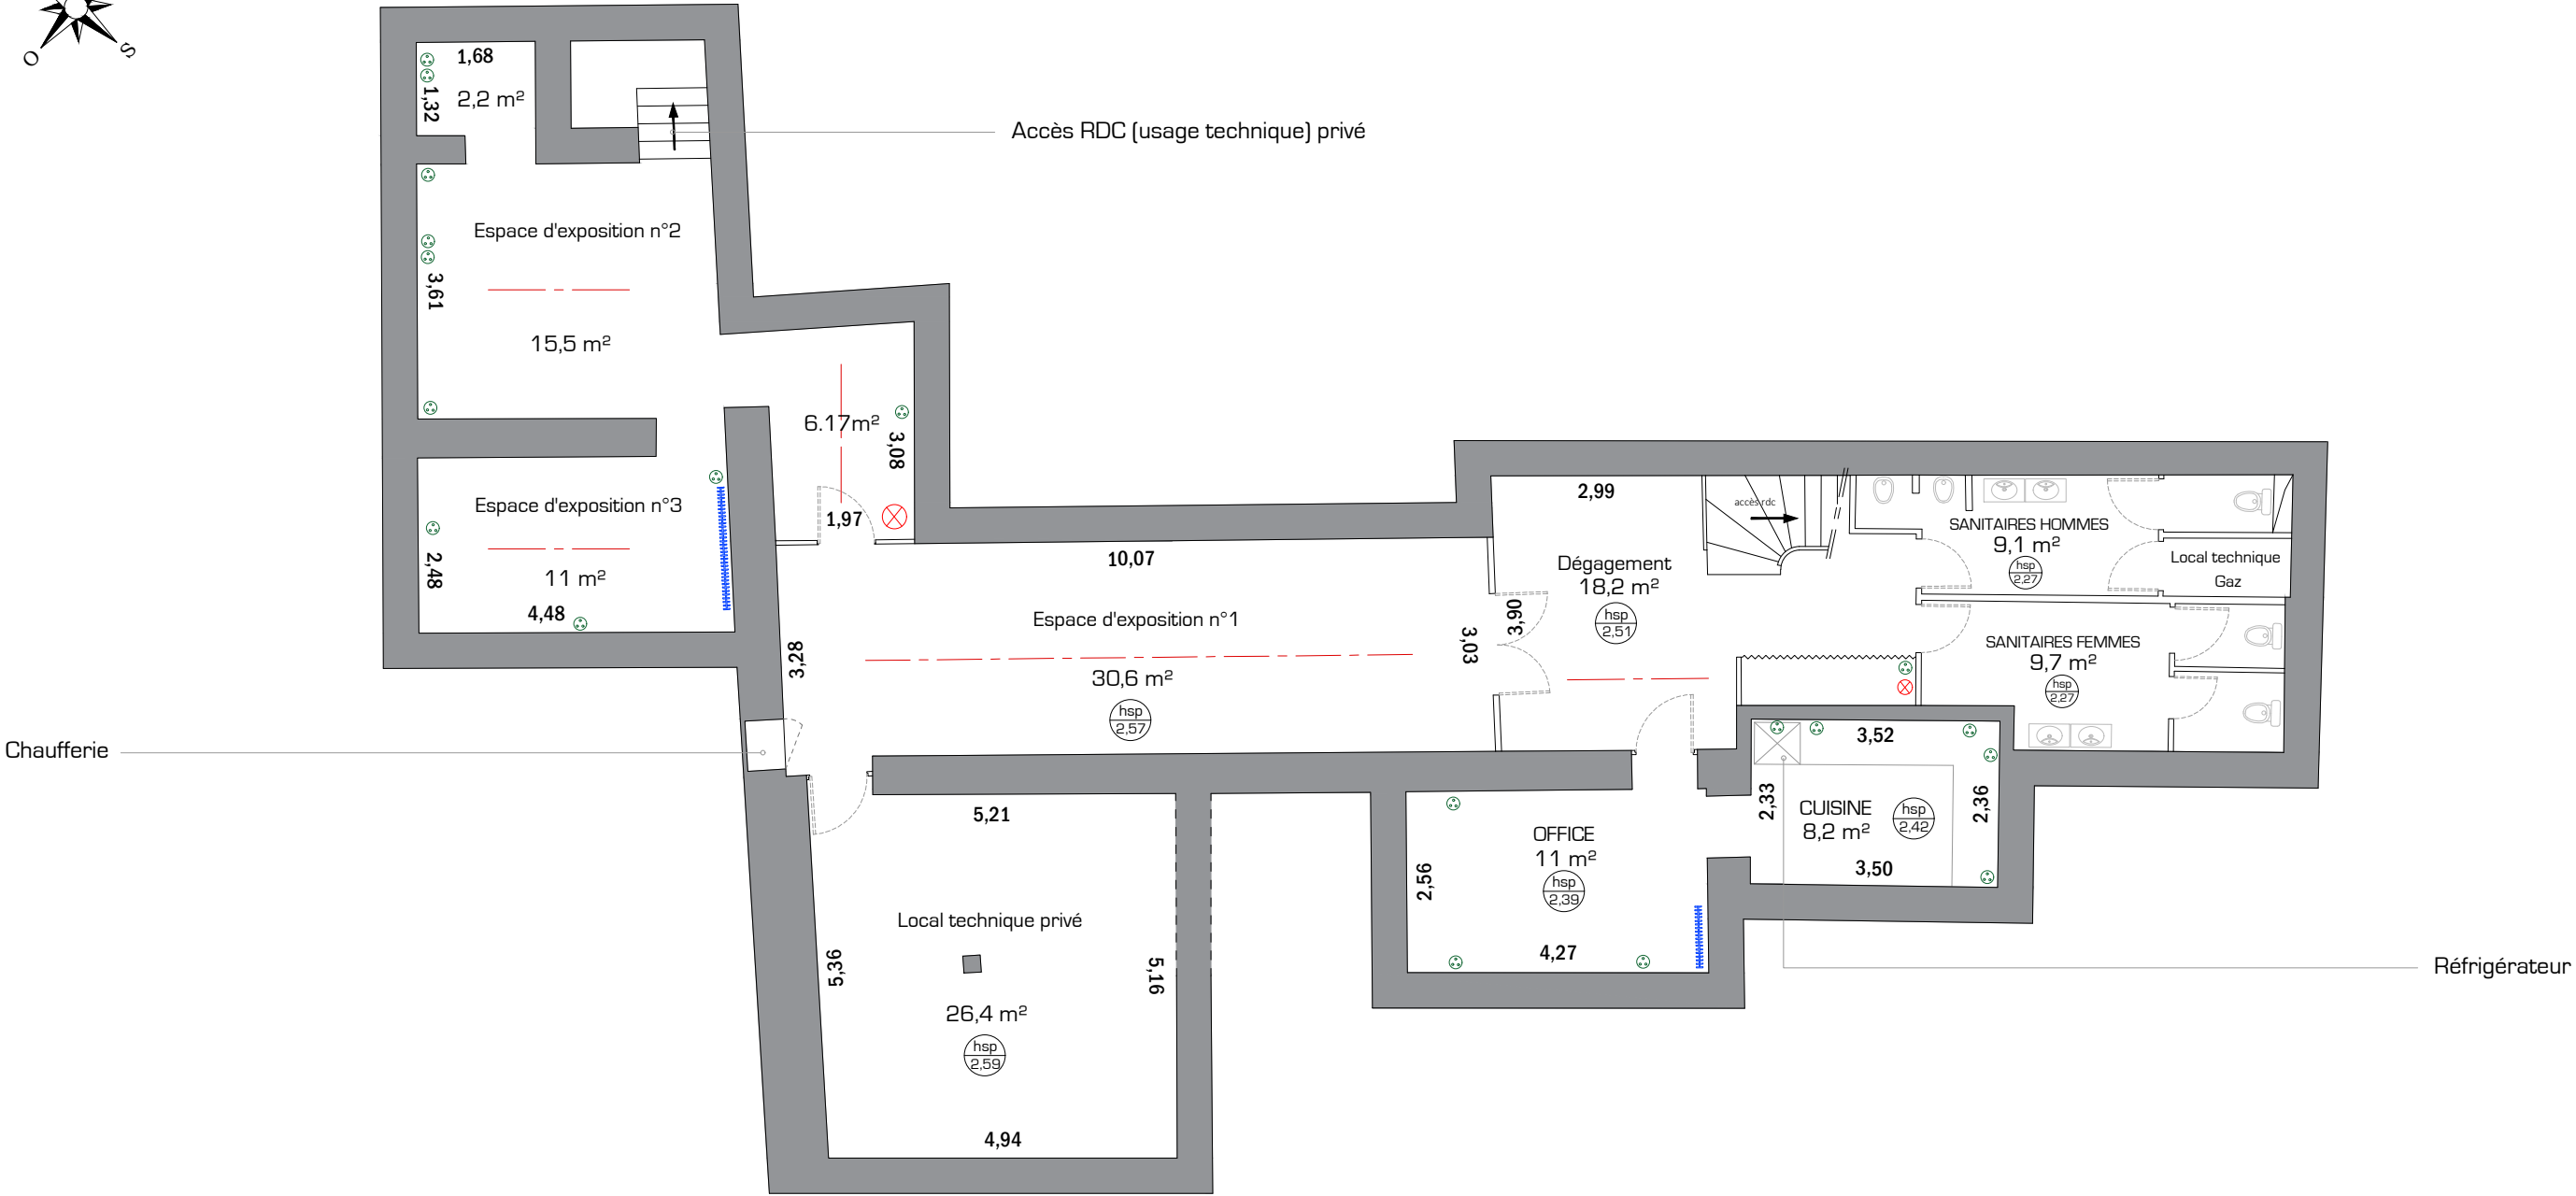 O
S
1,68
1,32
2,2 m²
Accès RDC (usage technique) privé
Espace d'exposition n°2
3,61
15,5 m²
6.17m²
3,08
1,97
Espace d'exposition n°3
11 m²
2,48
4,48
10,07
Espace d'exposition n°1
3,28
3,03
30,6 m²
hsp
2,57
2,99
Dégagement
18,2 m²
3,90
hsp
2,51
accès rdc
SANITAIRES HOMMES
9,1 m²
hsp
2,27
Local technique
Gaz
SANITAIRES FEMMES
9,7 m²
hsp
2,27
Chaufferie
5,21
Local technique privé
5,36
5,16
26,4 m²
hsp
2,59
4,94
OFFICE
11 m²
hsp
2,39
2,56
4,27
3,52
2,33
CUISINE
8,2 m²
hsp
2,42
2,36
3,50
Réfrigérateur